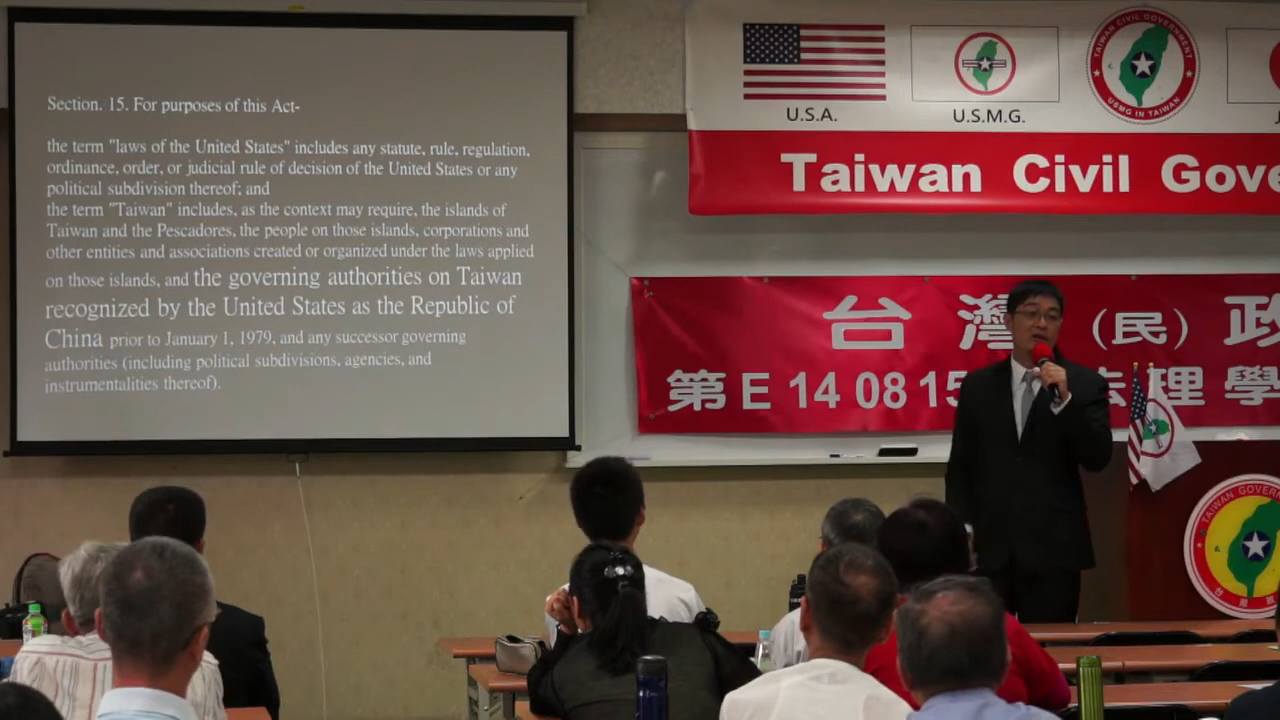 Section. 15. For purposes of this Act-
the term "laws of the United States" includes any statute, rule, regulation,
ordinance, order, or judicial rule of decision of the United States or any
political subdivision thereof; and
the term "Taiwan" includes, as the context may require, the islands of
Taiwan and the Pescadores, the people on those islands, corporations and
other entities and associations created or organized under the laws applied
on those islands, and the governing authorities on Taiwan
recognized by the United States as the Republic of
China prior to January 1, 1979, and any successor governing
authorities (including political subdivisions, agencies, and
instrumentalities thereof).
U.S.A.
U.S.M.G.
TAIWAN CIVIL GOVERNMENT
USMG IN TAIWAN
J
Taiwan Civil Gove
台灣(民)政
第E 14 08 15 法理學
TAIWAN GOVER